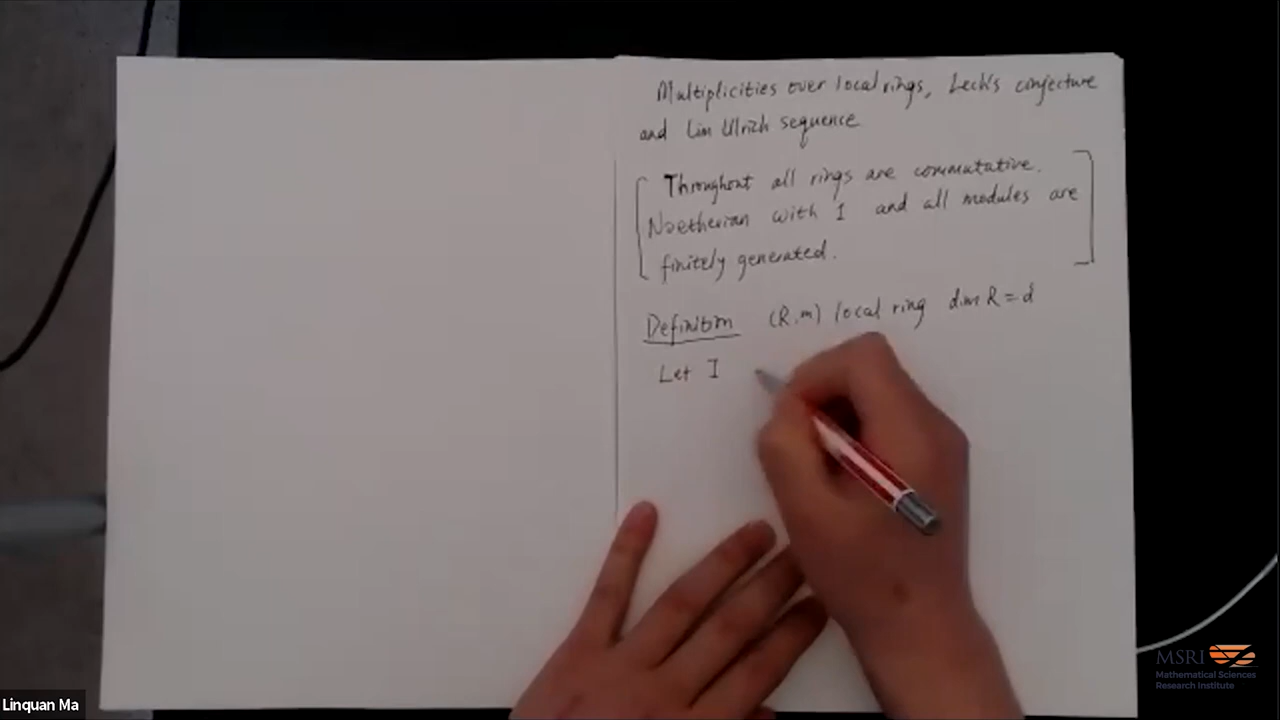 Multiplicities over local rings, Lech's conjecture
and Lim Ulrich sequence
Throughout all rings are commutative.
Noetherian with 1 and all modules are
finitely generated.
Definition (R.m) local ring dim R = d
Let I
MSRI
Mathematical Sciences
Research Institute
Linquan Ma